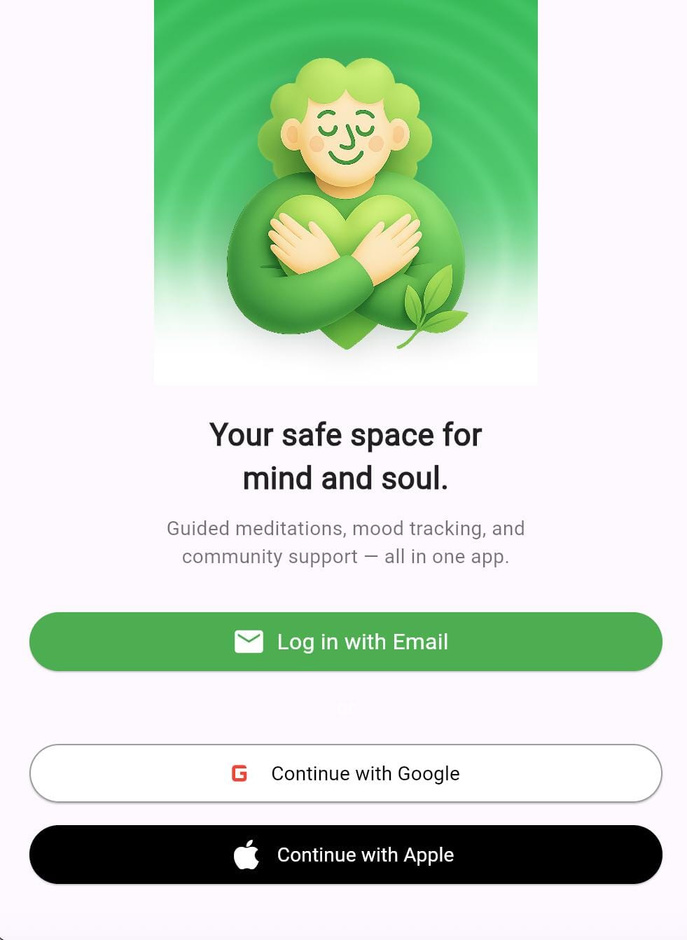 Your safe space for
mind and soul.
Guided meditations, mood tracking, and
community support — all in one app.
Log in with Email
G Continue with Google
Continue with Apple